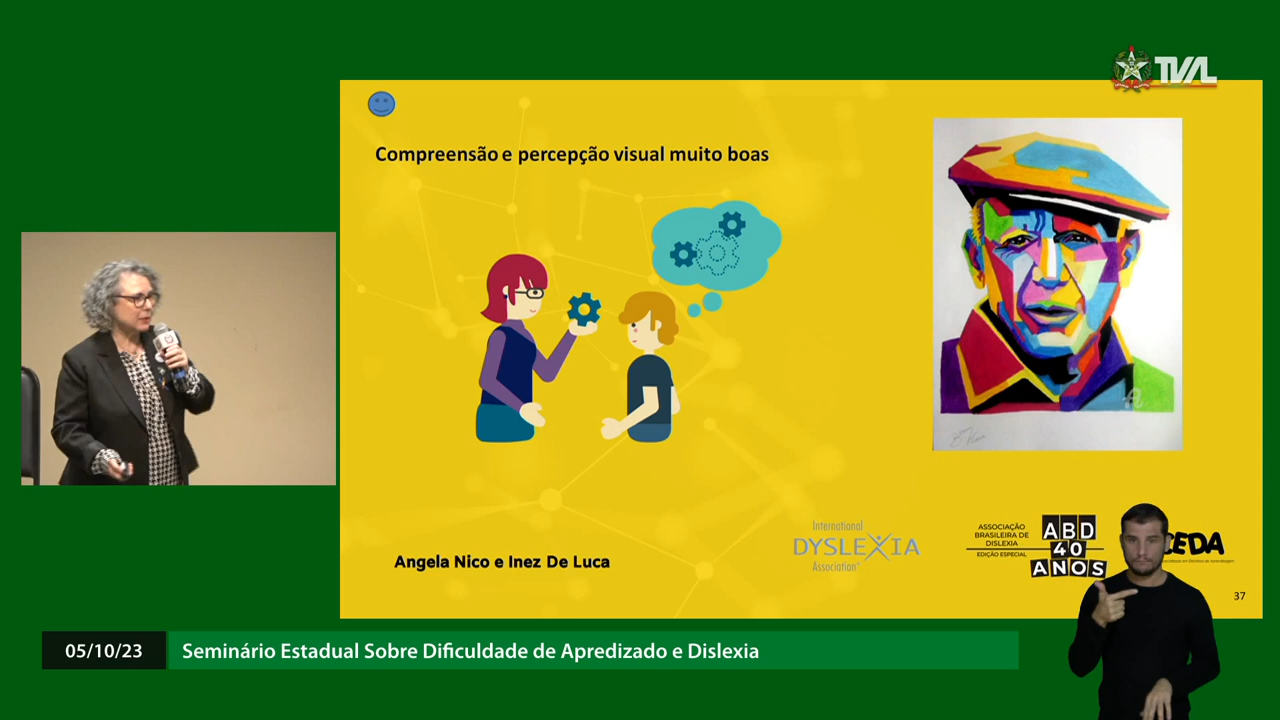 TVAL
Compreensão e percepção visual muito boas
Angela Nico e Inez De Luca
International
DYSLEXIA
Association
ASSOCIAÇÃO
BRASILEIRA DE
DISLEXIA
EDIÇÃO ESPECIAL
ABD
40
ANOS
CEDA
37
05/10/23
Seminário Estadual Sobre Dificuldade de Apredizado e Dislexia